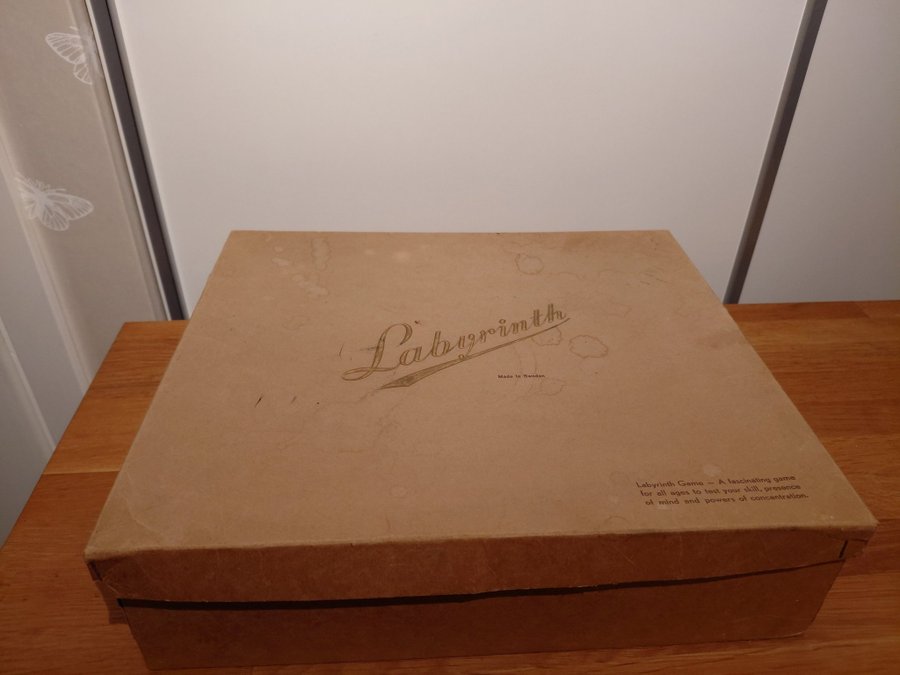 Labyrinth
Made in Sweden
Labyrinth Game — A fascinating game
for all ages to test your skill, presence
of mind and powers of concentration.